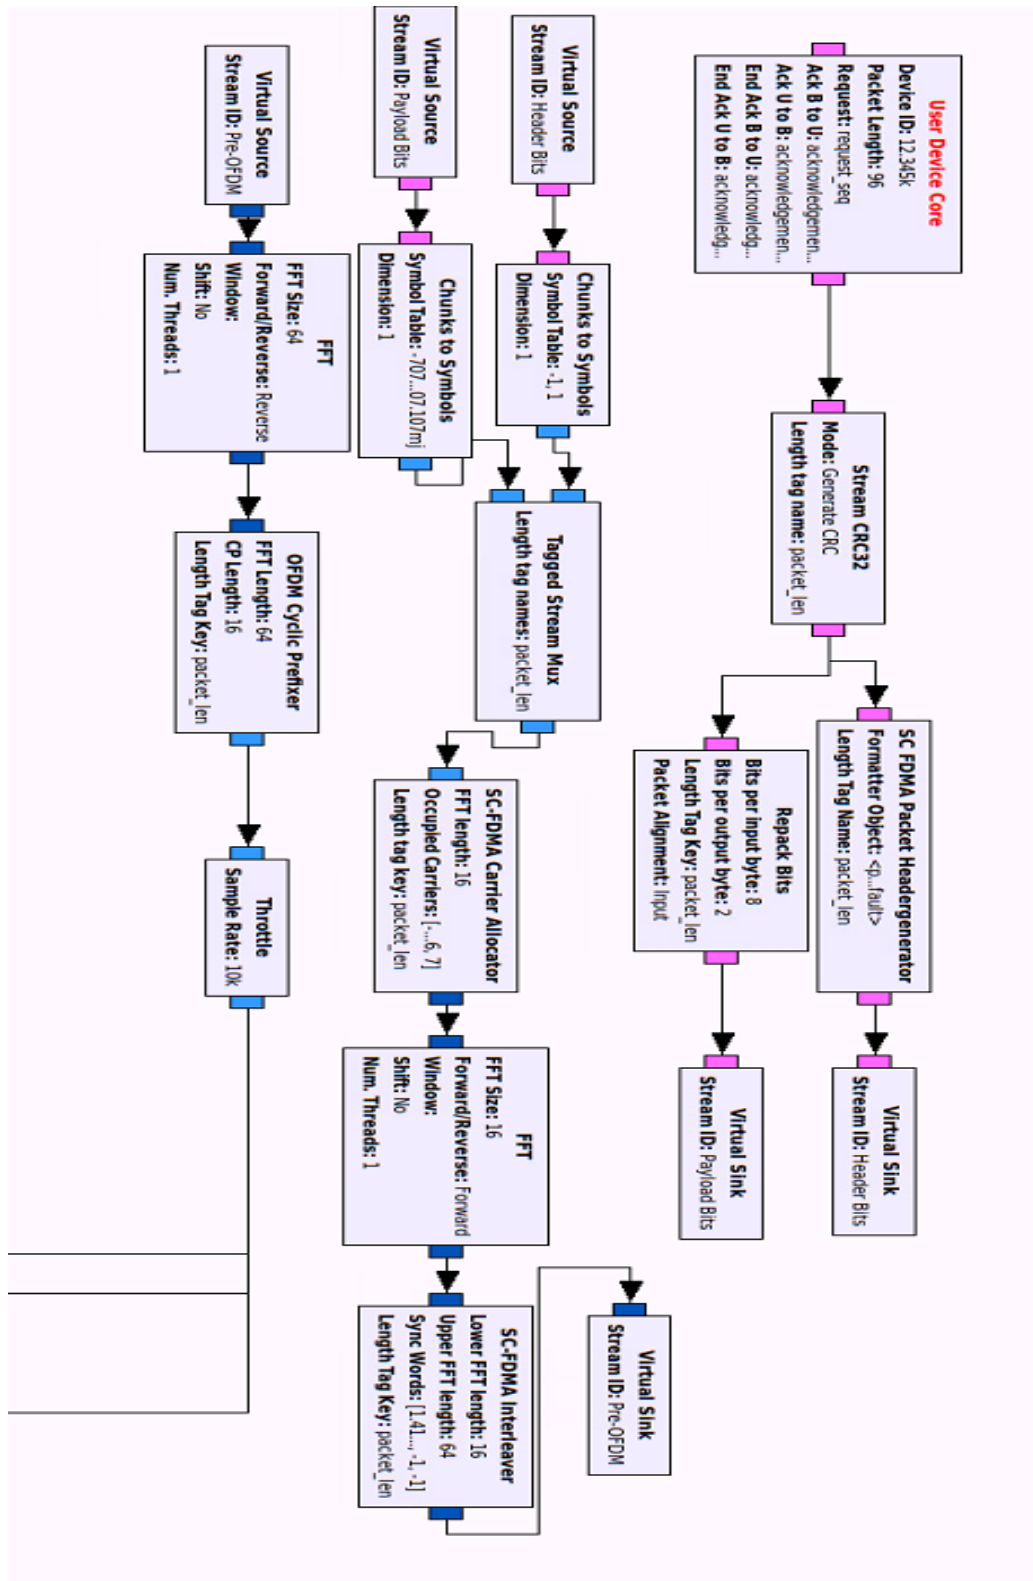 User Device Core
Device ID: 12.345k
Packet Length: 96
Request: request_seq
Ack B to U: acknowledgemen...
Ack U to B: acknowledgemen...
End Ack B to U: acknowledg...
End Ack U to B: acknowledg...
Stream CRC32
Mode: Generate CRC
Length tag name: packet_len
SC FDMA Packet Headergenerator
Formatter Object: <p...fault>
Length Tag Name: packet_len
Virtual Sink
Stream ID: Header Bits
Repack Bits
Bits per input byte: 8
Bits per output byte: 2
Length Tag Key: packet_len
Packet Alignment: Input
Virtual Sink
Stream ID: Payload Bits
Virtual Source
Stream ID: Header Bits
Chunks to Symbols
Symbol Table: -1, 1
Dimension: 1
Virtual Source
Stream ID: Payload Bits
Chunks to Symbols
Symbol Table: -707...07.107mj
Dimension: 1
Tagged Stream Mux
Length tag names: packet_len
SC-FDMA Carrier Allocator
FFT length: 16
Occupied Carriers: [-...6, 7]
Length tag key: packet_len
FFT
FFT Size: 16
Forward/Reverse: Forward
Window:
Shift: No
Num. Threads: 1
SC-FDMA Interleaver
Lower FFT length: 16
Upper FFT length: 64
Sync Words: [1.41..., -1, -1]
Length Tag Key: packet_len
Virtual Sink
Stream ID: Pre-OFDM
Virtual Source
Stream ID: Pre-OFDM
FFT
FFT Size: 64
Forward/Reverse: Reverse
Window:
Shift: No
Num. Threads: 1
OFDM Cyclic Prefixer
FFT Length: 64
CP Length: 16
Length Tag Key: packet_len
Throttle
Sample Rate: 10k